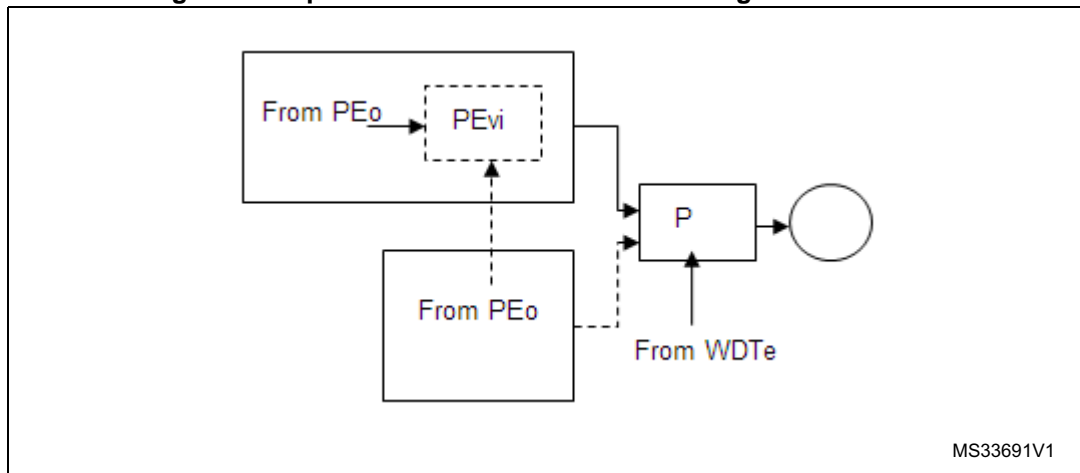 From PEo
PEvi
P
From PEo
From WDTe
MS33691V1